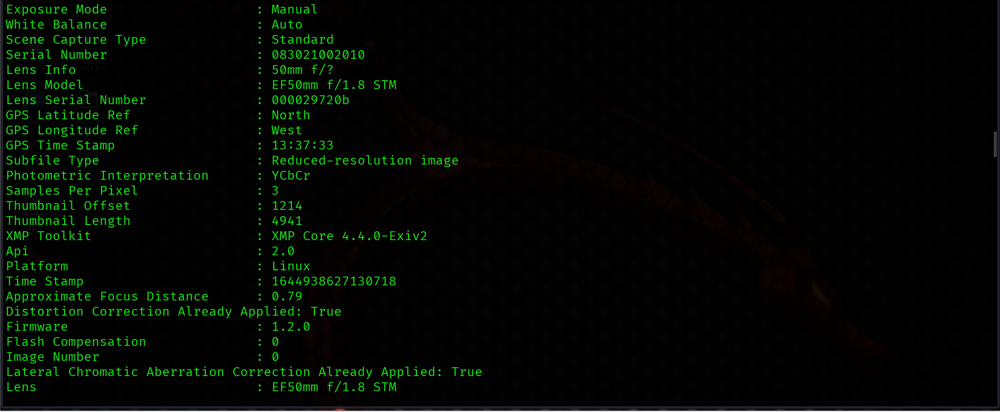 Exposure Mode : Manual
White Balance : Auto
Scene Capture Type : Standard
Serial Number : 083021002010
Lens Info : 50mm f/?
Lens Model : EF50mm f/1.8 STM
Lens Serial Number : 000029720b
GPS Latitude Ref : North
GPS Longitude Ref : West
GPS Time Stamp : 13:37:33
Subfile Type : Reduced-resolution image
Photometric Interpretation : YCbCr
Samples Per Pixel : 3
Thumbnail Offset : 1214
Thumbnail Length : 4941
XMP Toolkit : XMP Core 4.4.0-Exiv2
Api : 2.0
Platform : Linux
Time Stamp : 1644938627130718
Approximate Focus Distance : 0.79
Distortion Correction Already Applied: True
Firmware : 1.2.0
Flash Compensation : 0
Image Number : 0
Lateral Chromatic Aberration Correction Already Applied: True
Lens : EF50mm f/1.8 STM